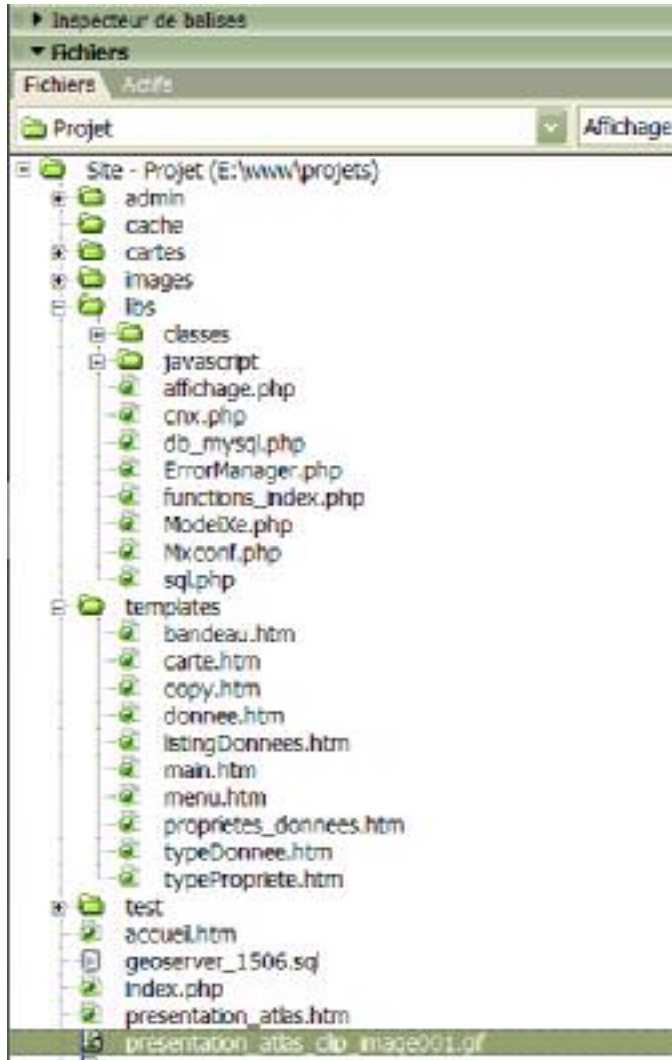 Inspecteur de balises
Fichiers
Fichiers Actifs
Projet Affichage
Site - Projet (E:\www\projets)
admin
cache
cartes
images
libs
classes
javascript
affichage.php
cnx.php
db_mysql.php
ErrorManager.php
functions_index.php
ModeliXe.php
Mxconf.php
sql.php
templates
bandeau.htm
carte.htm
copy.htm
donnee.htm
listingDonnees.htm
main.htm
menu.htm
proprietes_donnees.htm
typeDonnee.htm
typePropriete.htm
test
accueil.htm
geoserver_1506.sql
index.php
presentation_atlas.htm
presentation_atlas_clip_image001.gif